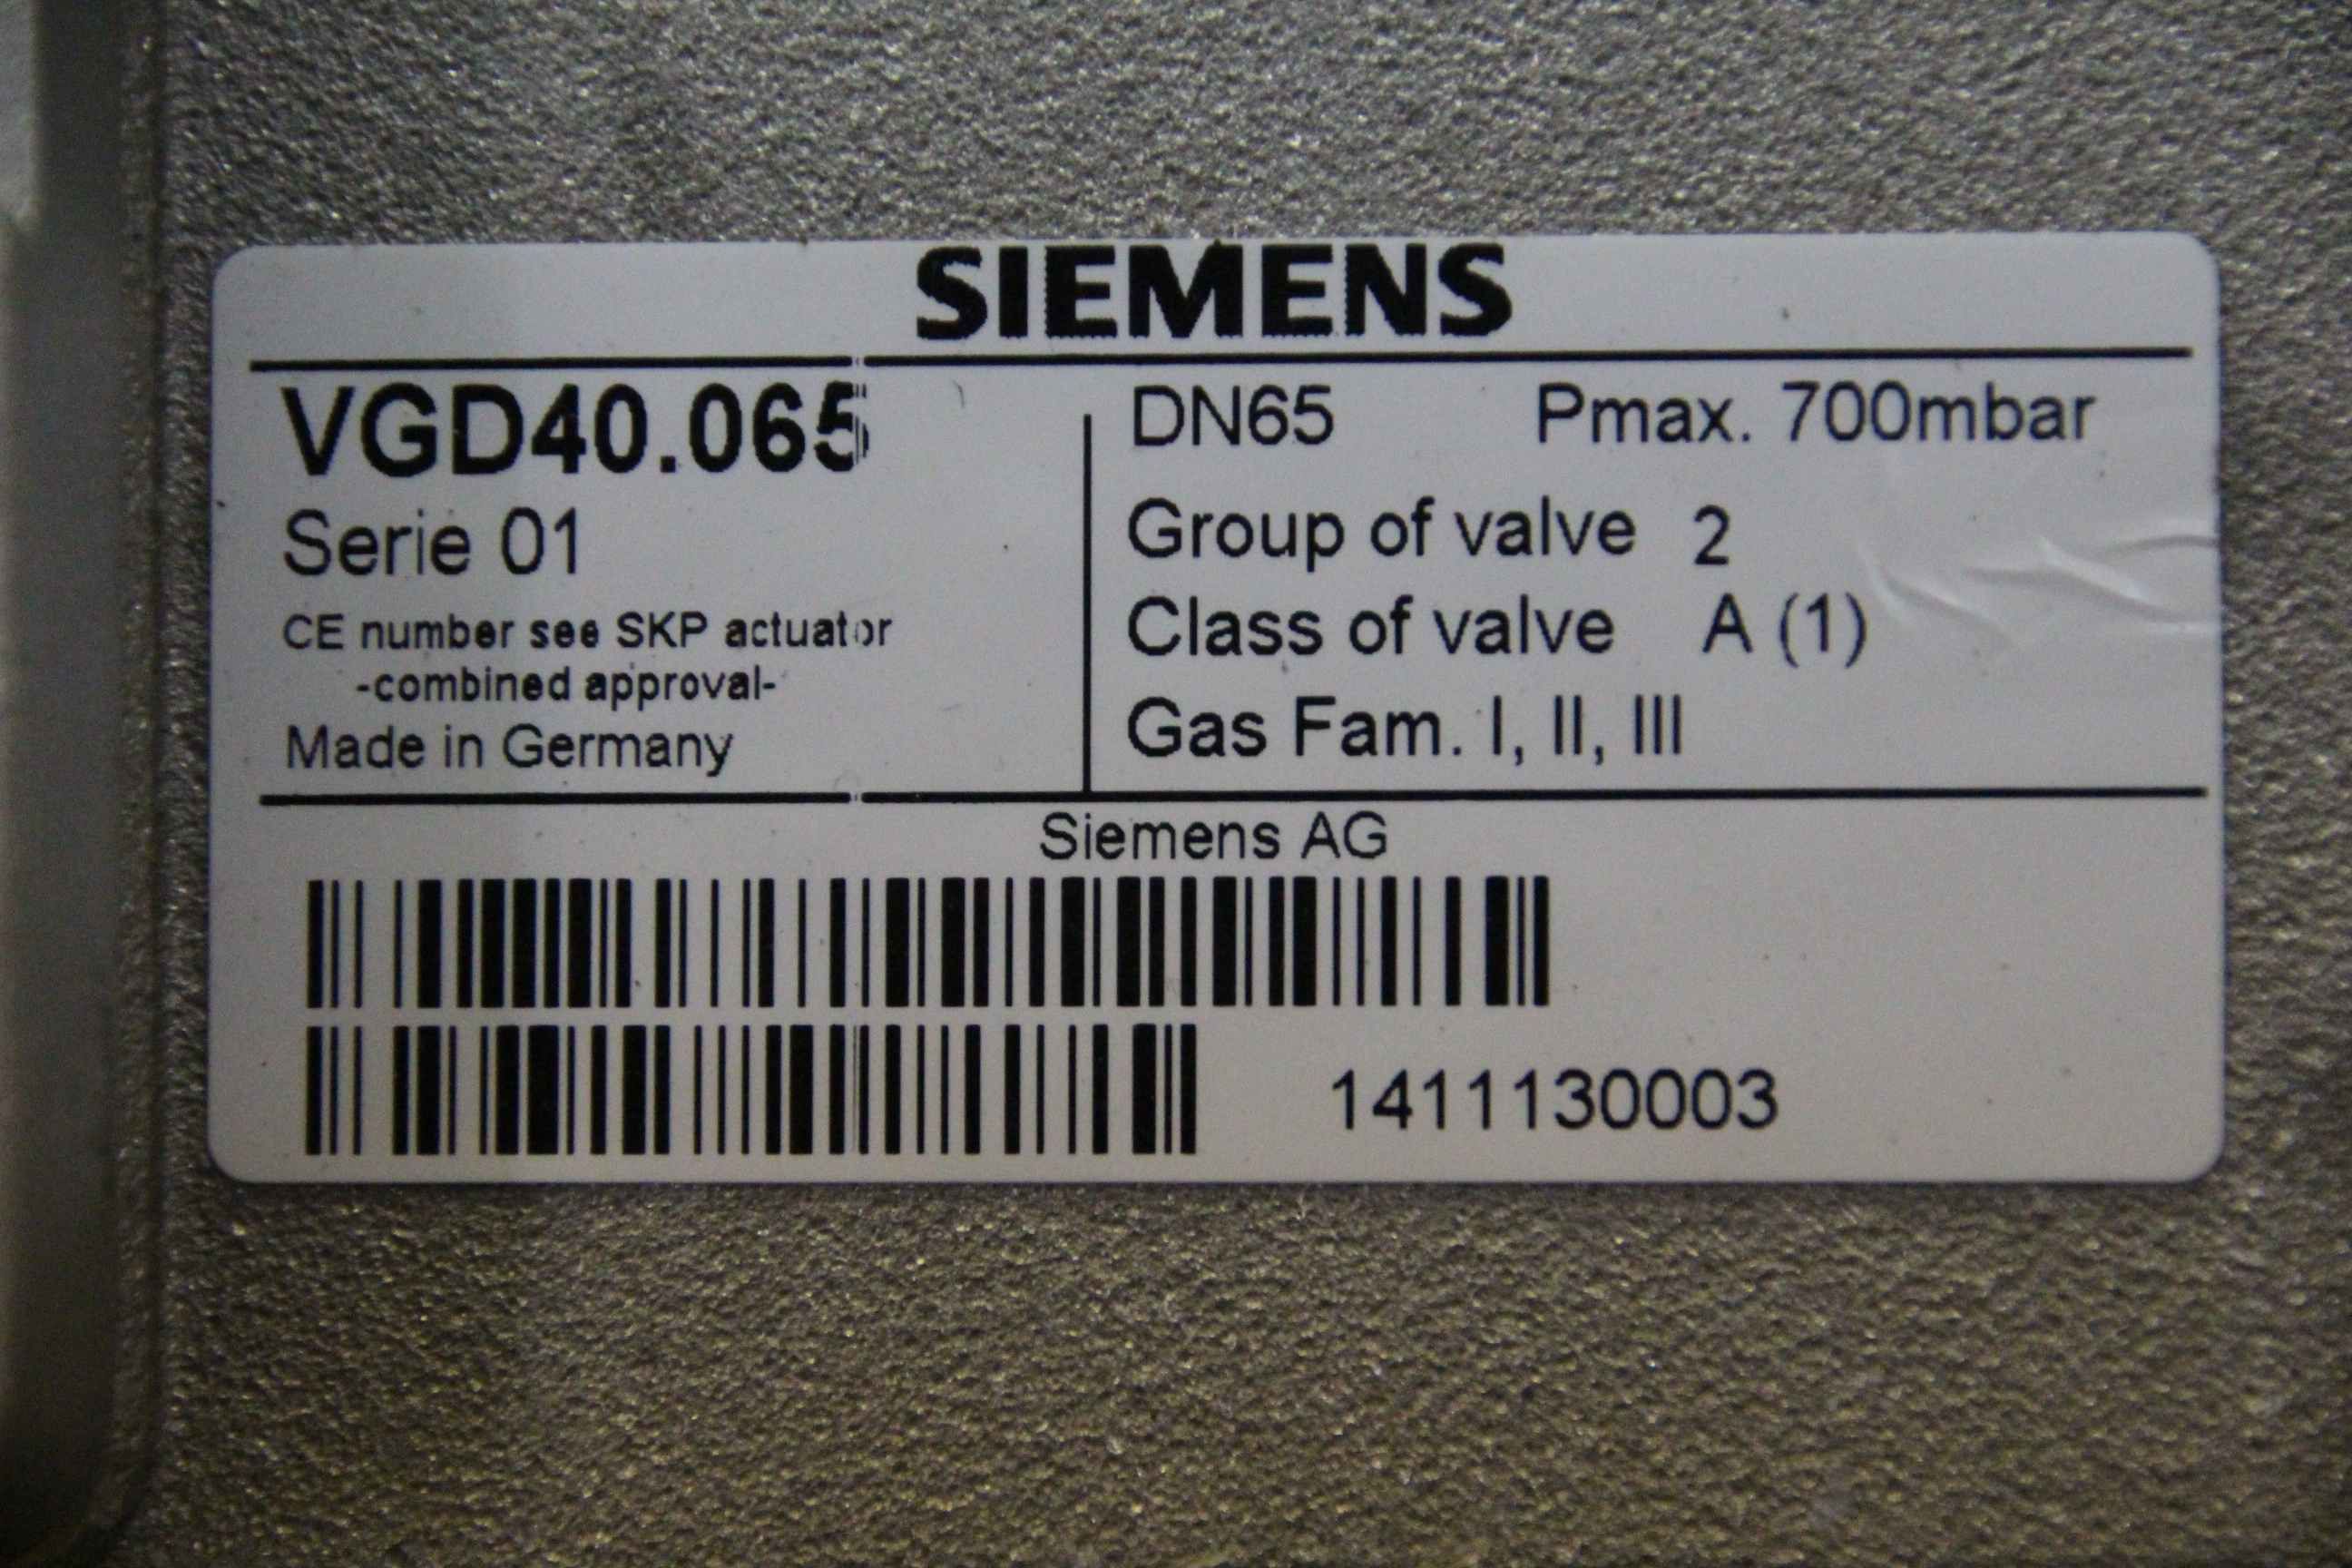 SIEMENS
VGD40.065
Serie 01
CE number see SKP actuator
-combined approval-
Made in Germany
DN65 Pmax. 700mbar
Group of valve 2
Class of valve A (1)
Gas Fam. I, II, III
Siemens AG
1411130003